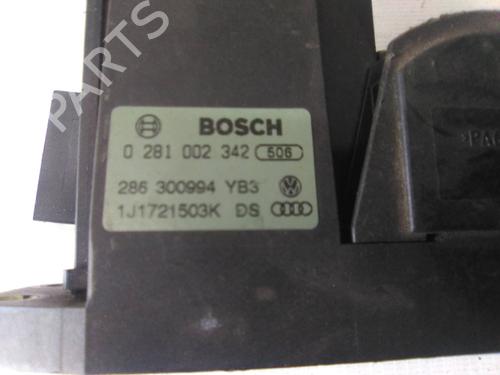 BOSCH
0 281 002 342 506
286 300994 YB3
1J1721503K DS
B-PARTS